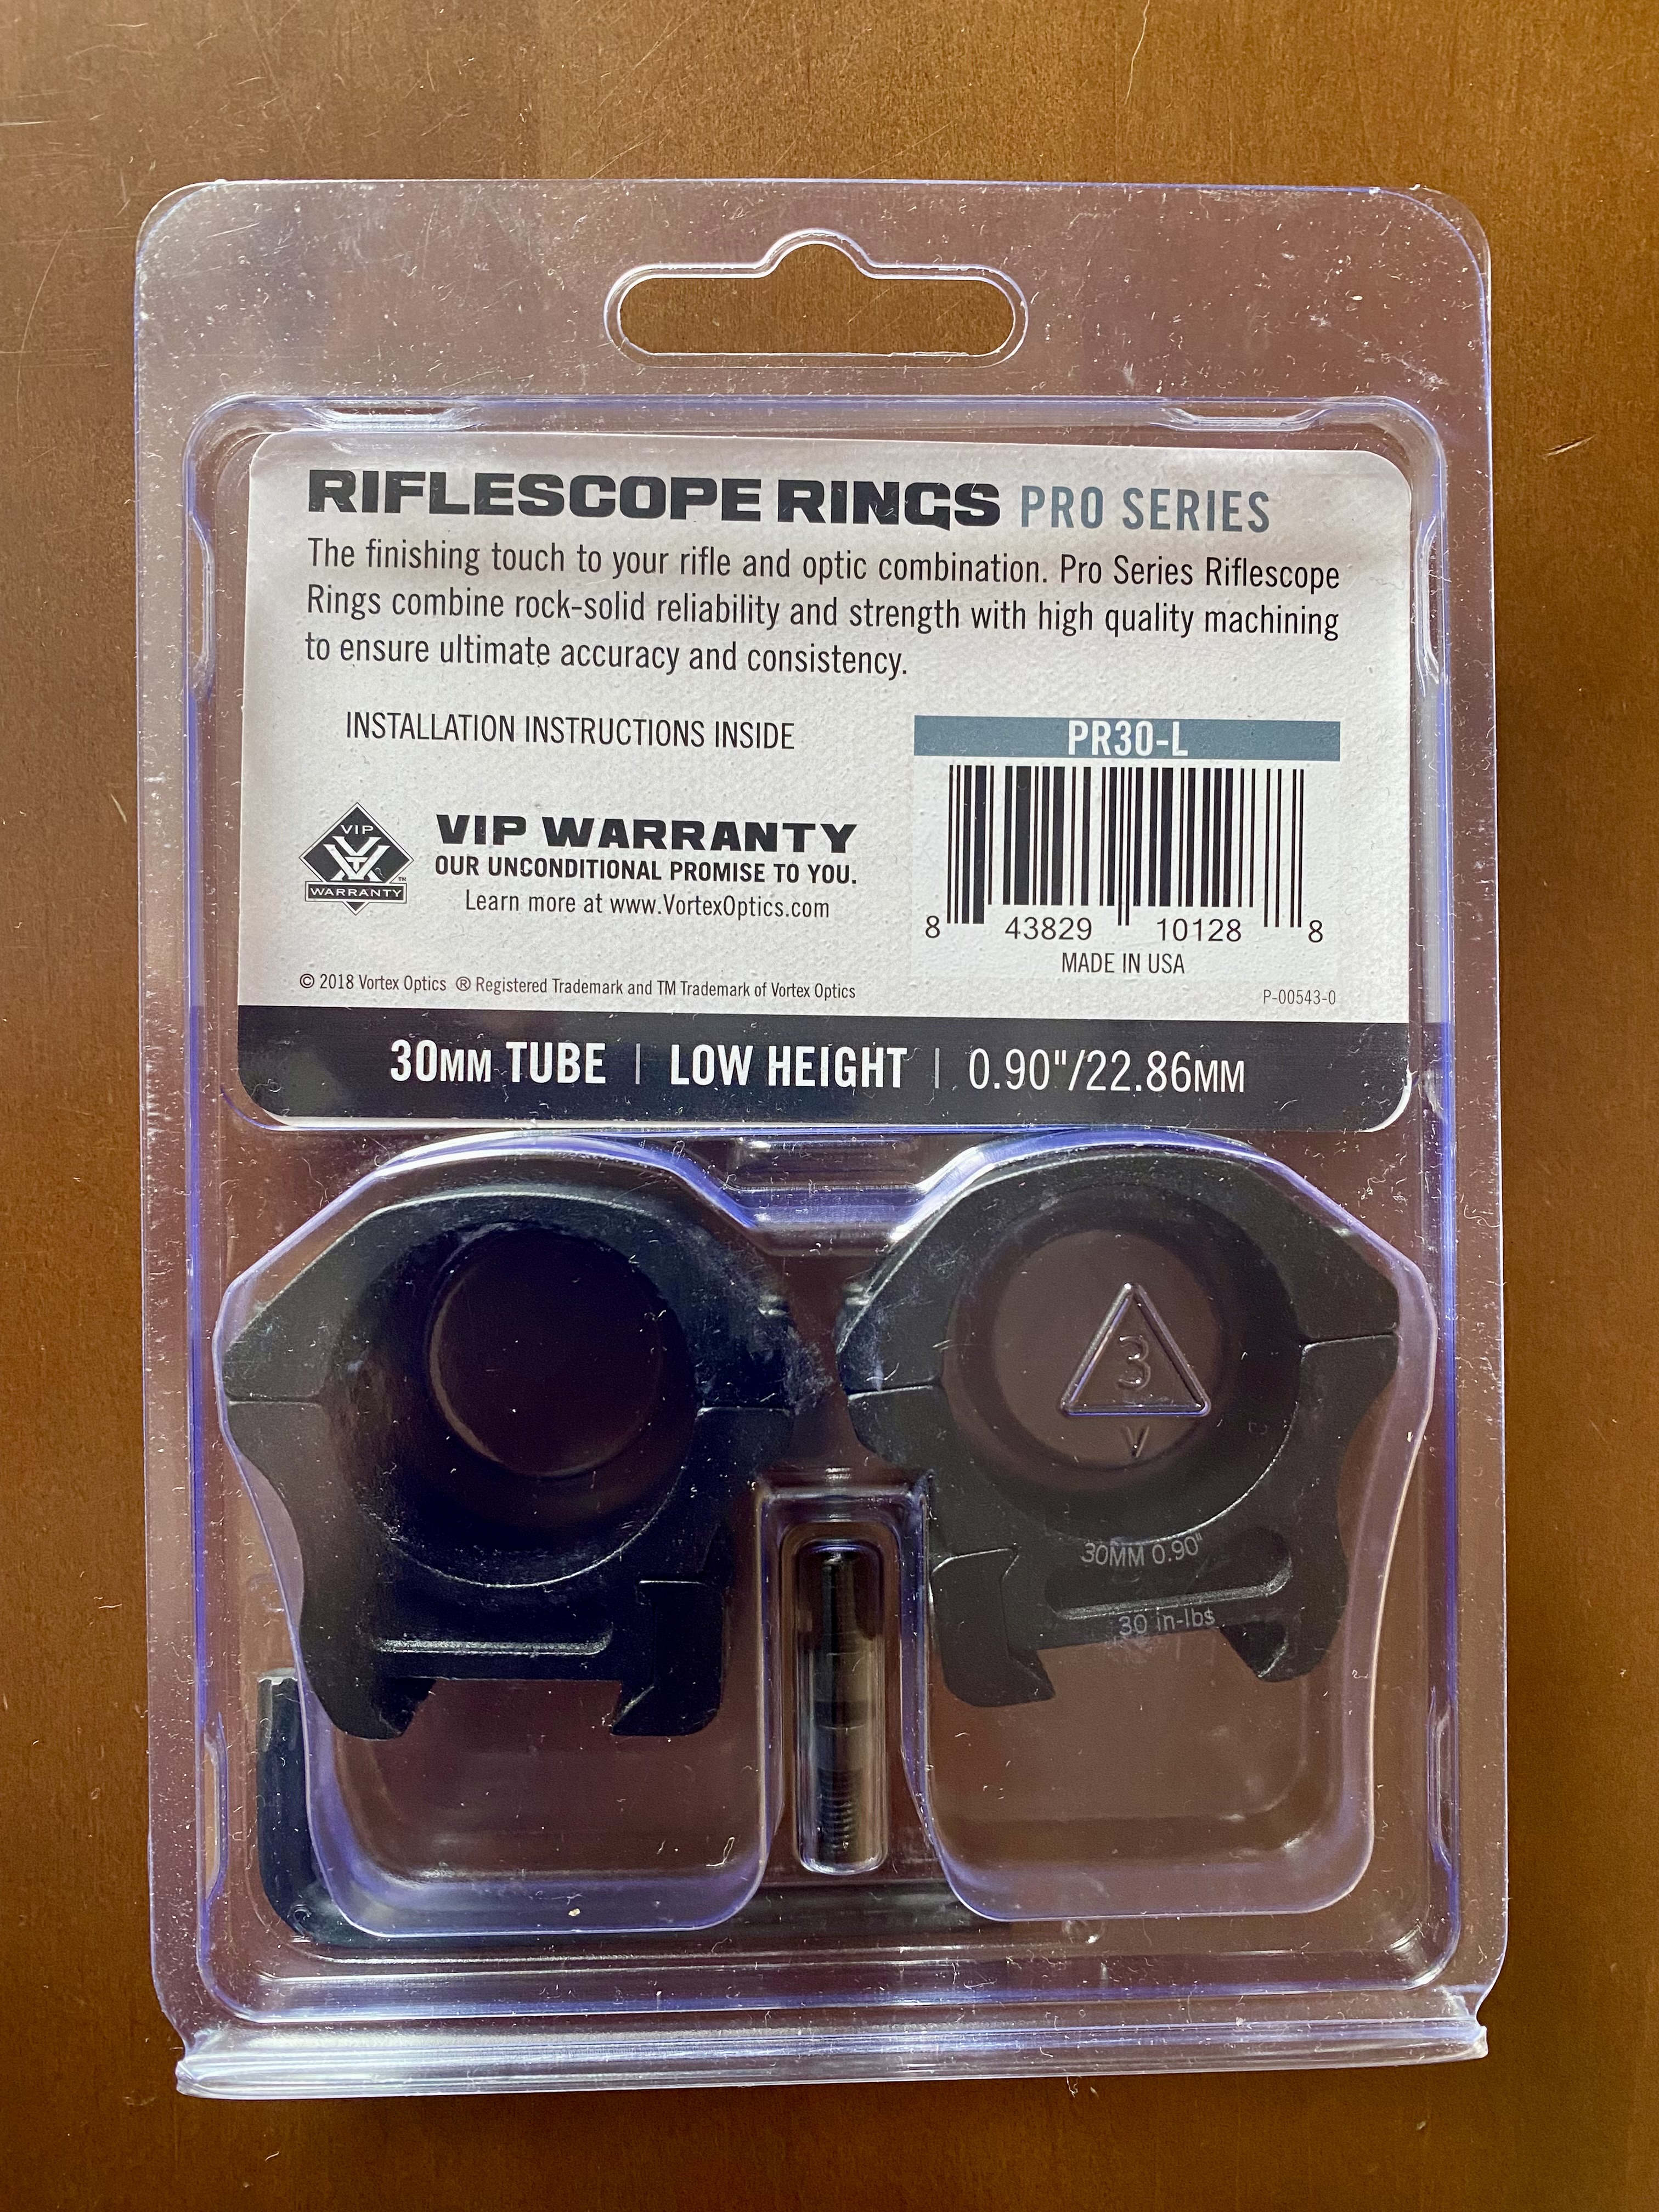 RIFLESCOPE RINGS PRO SERIES
The finishing touch to your rifle and optic combination. Pro Series Riflescope
Rings combine rock-solid reliability and strength with high quality machining
to ensure ultimate accuracy and consistency.
INSTALLATION INSTRUCTIONS INSIDE
VIP
WARRANTY
TM
VIP WARRANTY
OUR UNCONDITIONAL PROMISE TO YOU.
Learn more at www.VortexOptics.com
PR30-L
8 43829 10128 8
MADE IN USA
© 2018 Vortex Optics ® Registered Trademark and TM Trademark of Vortex Optics
P-00543-0
30MM TUBE | LOW HEIGHT | 0.90"/22.86MM
3
V
30MM 0.90"
30 in-lbs